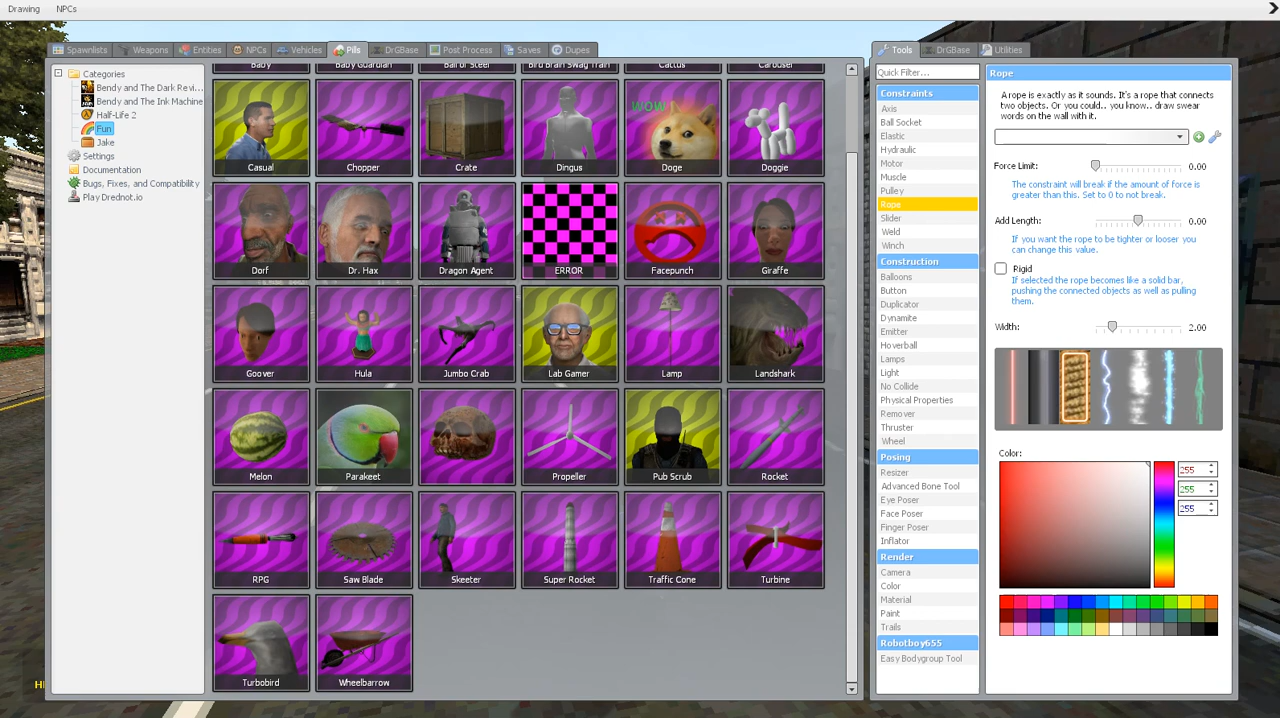 Drawing NPCs
Spawnlists Weapons Entities NPCs Vehicles Pills DrGBase Post Process Saves Dupes
Categories
Bendy and The Dark Revi...
Bendy and The Ink Machine
Half-Life 2
Fun
Jake
Settings
Documentation
Bugs, Fixes, and Compatibility
Play Drednot.io
Baby Baby Guardian Ball of Steel Cactus Carousel
WOW
Casual Chopper Crate Dingus Doge Doggie
Dorf Dr. Hax Dragon Agent ERROR Facepunch Giraffe
Goover Hula Jumbo Crab Lab Gamer Lamp Landshark
Melon Parakeet Propeller Pub Scrub Rocket
RPG Saw Blade Skeeter Super Rocket Traffic Cone Turbine
Turbobird Wheelbarrow
Tools DrGBase Utilities
Quick Filter...
Constraints
Axis
Ball Socket
Elastic
Hydraulic
Motor
Muscle
Pulley
Rope
Slider
Weld
Winch
Construction
Balloons
Button
Duplicator
Dynamite
Emitter
Hoverball
Lamps
Light
No Collide
Physical Properties
Remover
Thruster
Wheel
Posing
Resizer
Advanced Bone Tool
Eye Poser
Face Poser
Finger Poser
Inflator
Render
Camera
Color
Material
Paint
Trails
Robotboy655
Easy Bodygroup Tool
Rope
A rope is exactly as it sounds. It's a rope that connects
two objects. Or you could.. you know.. draw swear
words on the wall with it.
Force Limit: 0.00
The constraint will break if the amount of force is
greater than this. Set to 0 to not break.
Add Length: 0.00
If you want the rope to be tighter or looser you
can change this value.
Rigid
If selected the rope becomes like a solid bar,
pushing the connected objects as well as pulling
them.
Width: 2.00
Color:
255
255
255